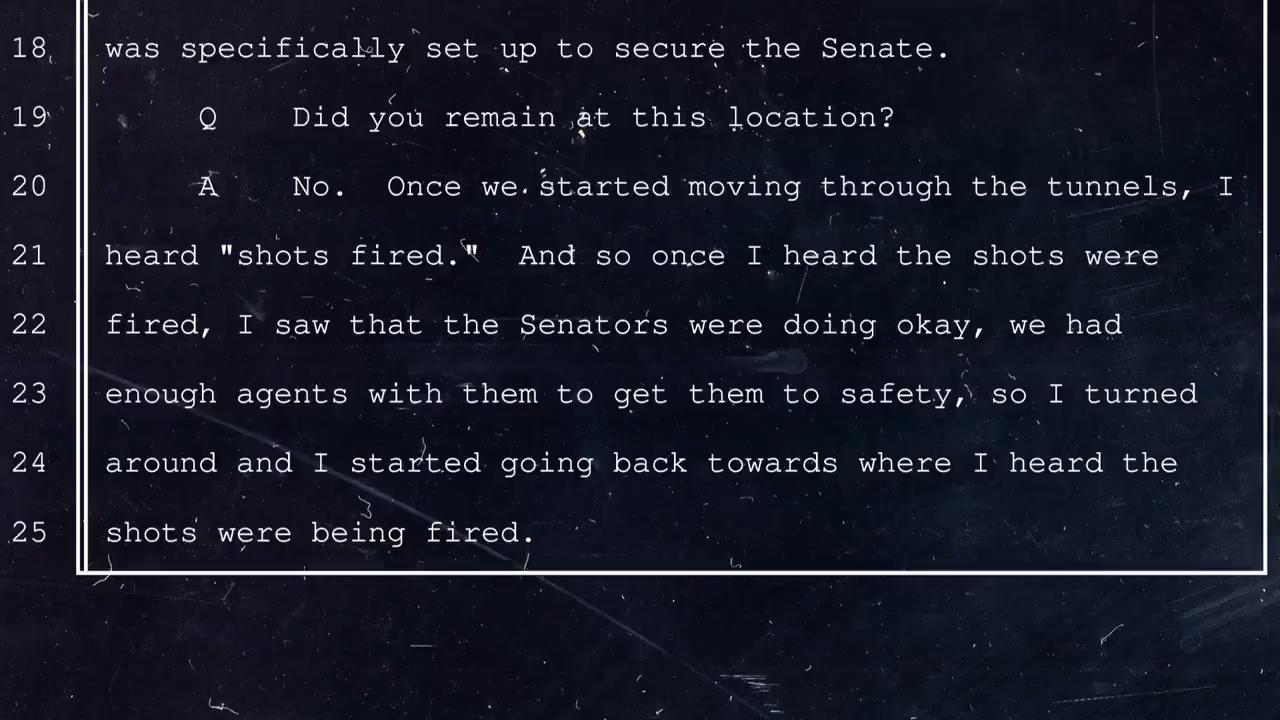 18 was specifically set up to secure the Senate.
19 Q Did you remain at this location?
20 A No. Once we started moving through the tunnels, I
21 heard "shots fired." And so once I heard the shots were
22 fired, I saw that the Senators were doing okay, we had
23 enough agents with them to get them to safety, so I turned
24 around and I started going back towards where I heard the
25 shots were being fired.